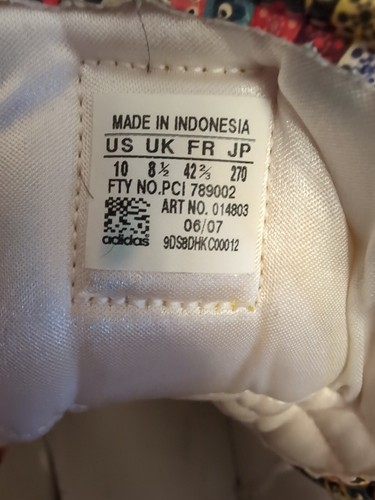 MADE IN INDONESIA
US UK FR JP
10 8½ 42⅔ 270
FTY NO.PCI 789002
ART NO. 014803
06/07
adidas 9DS8DHKC00012